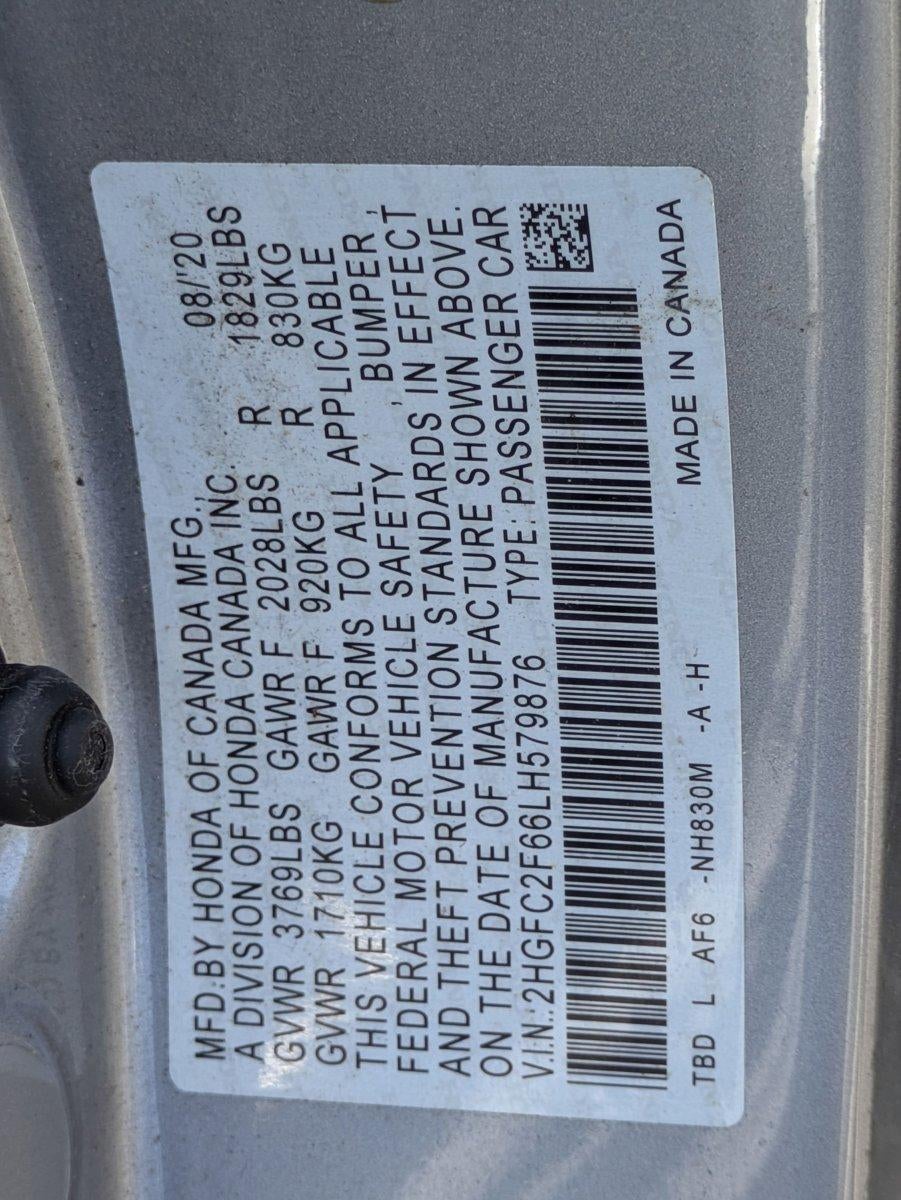 MFD.BY HONDA OF CANADA MFG., 08/'20
A DIVISION OF HONDA CANADA INC.
GVWR 3769LBS GAWR F 2028LBS R 1829LBS
GVWR 1710KG GAWR F 920KG R 830KG
THIS VEHICLE CONFORMS TO ALL APPLICABLE
FEDERAL MOTOR VEHICLE SAFETY, BUMPER,
AND THEFT PREVENTION STANDARDS IN EFFECT
ON THE DATE OF MANUFACTURE SHOWN ABOVE.
V.I.N.:2HGFC2F66LH579876 TYPE:PASSENGER CAR
TBD L AF6 -NH830M -A -H MADE IN CANADA